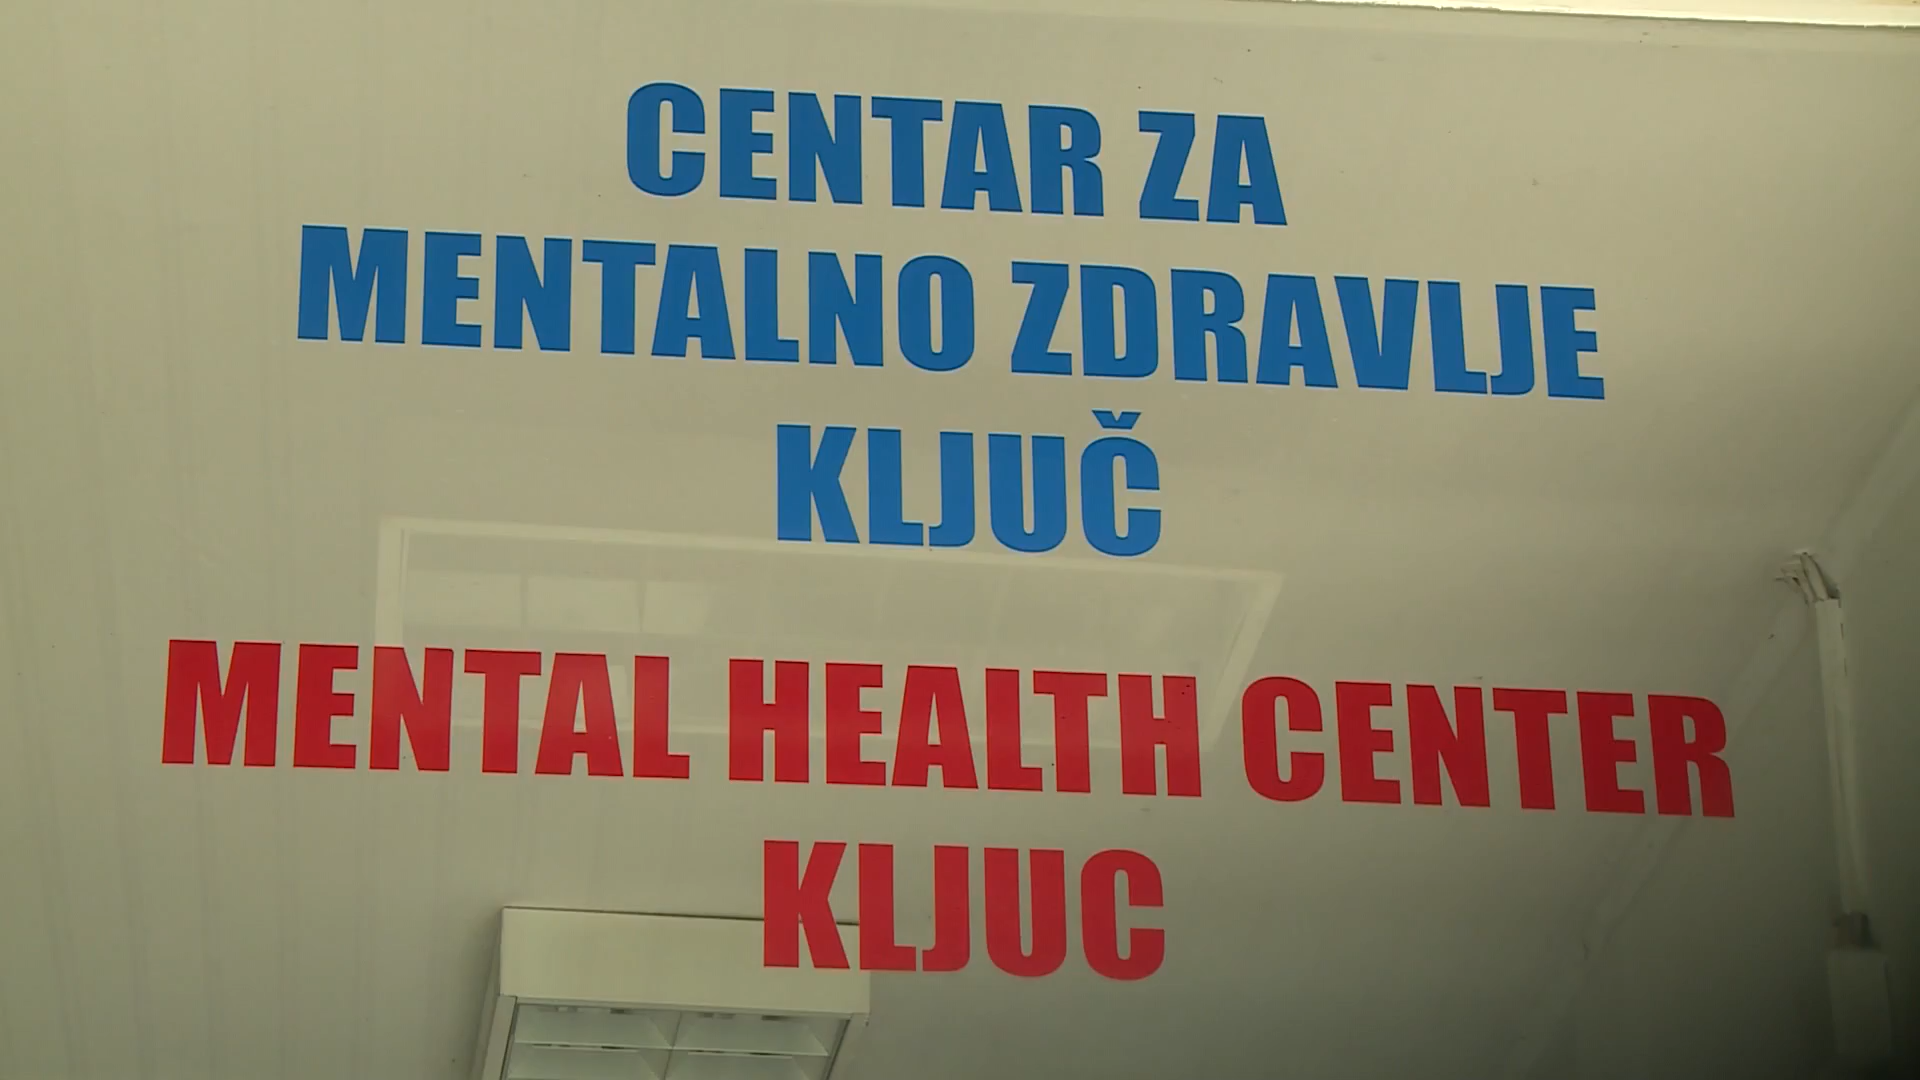 CENTAR ZA
MENTALNO ZDRAVLJE
KLJUČ
MENTAL HEALTH CENTER
KLJUC